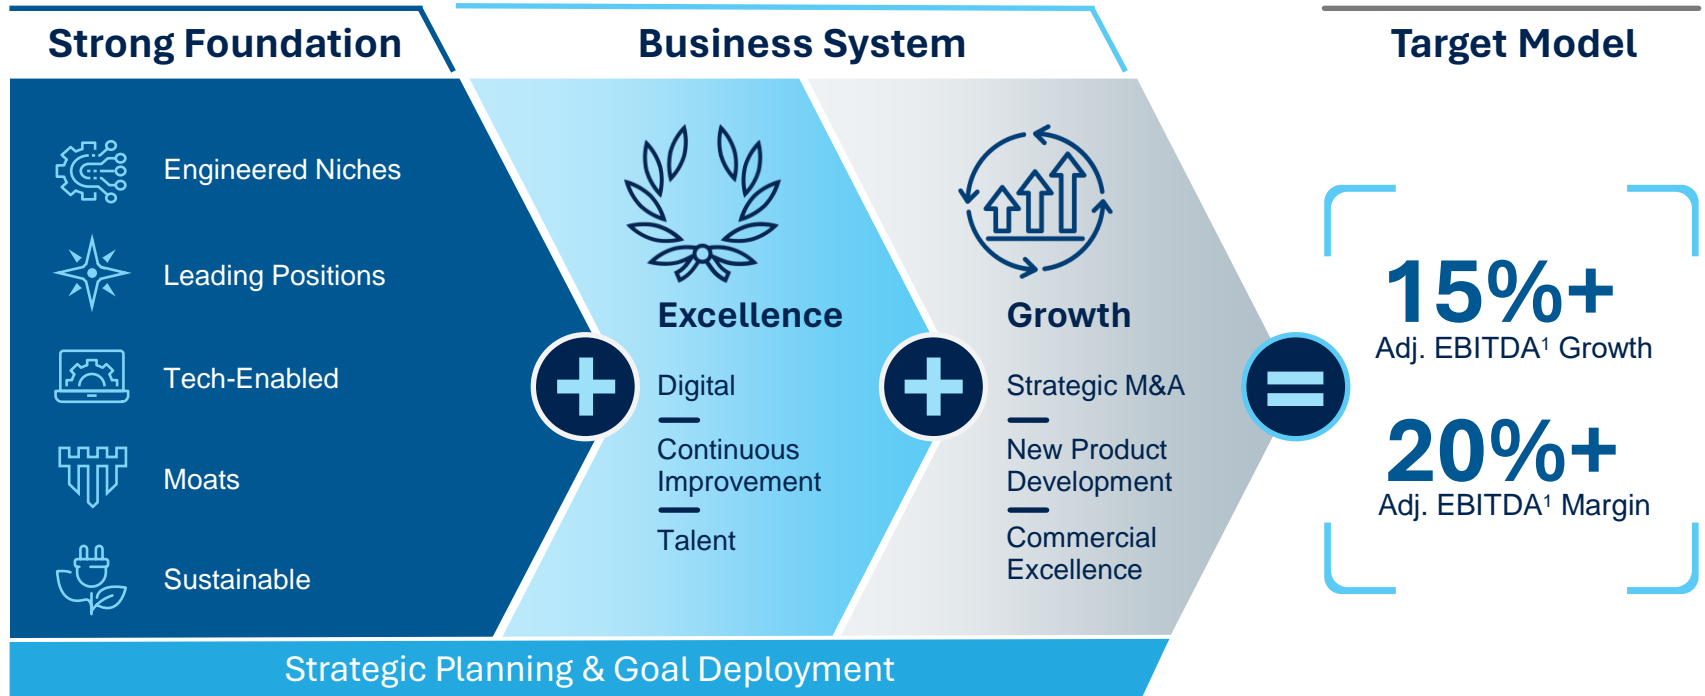 Strong Foundation
Business System
Target Model
Engineered Niches
Leading Positions
Tech-Enabled
Moats
Sustainable
Excellence
Digital
Continuous
Improvement
Talent
Growth
Strategic M&A
New Product
Development
Commercial
Excellence
15%+
Adj. EBITDA¹ Growth
20%+
Adj. EBITDA¹ Margin
Strategic Planning & Goal Deployment